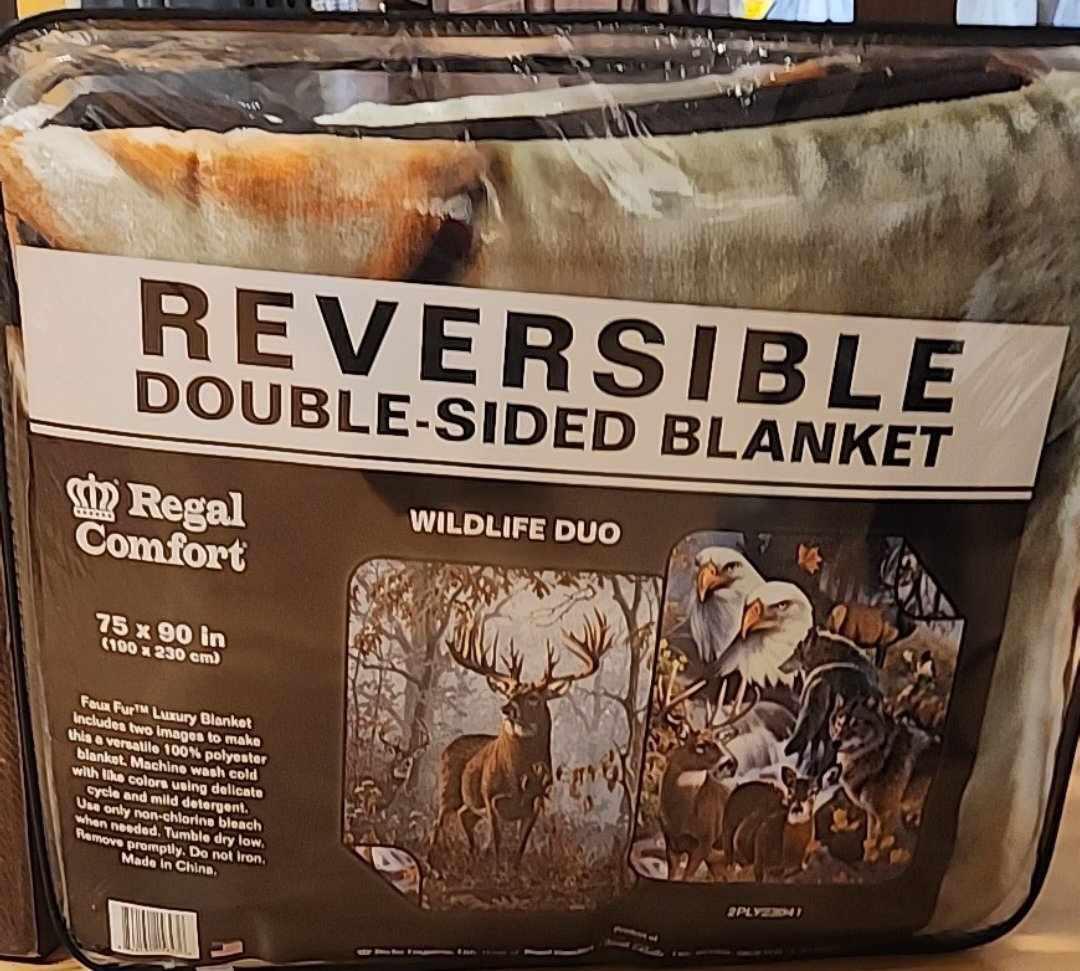 REVERSIBLE
DOUBLE-SIDED BLANKET
Regal
Comfort
WILDLIFE DUO
75 x 90 in
(190 x 230 cm)
Faux Fur™ Luxury Blanket
includes two images to make
this a versatile 100% polyester
blanket. Machine wash cold
with like colors using delicate
cycle and mild detergent.
Use only non-chlorine bleach
when needed. Tumble dry low.
Remove promptly. Do not iron.
Made in China.